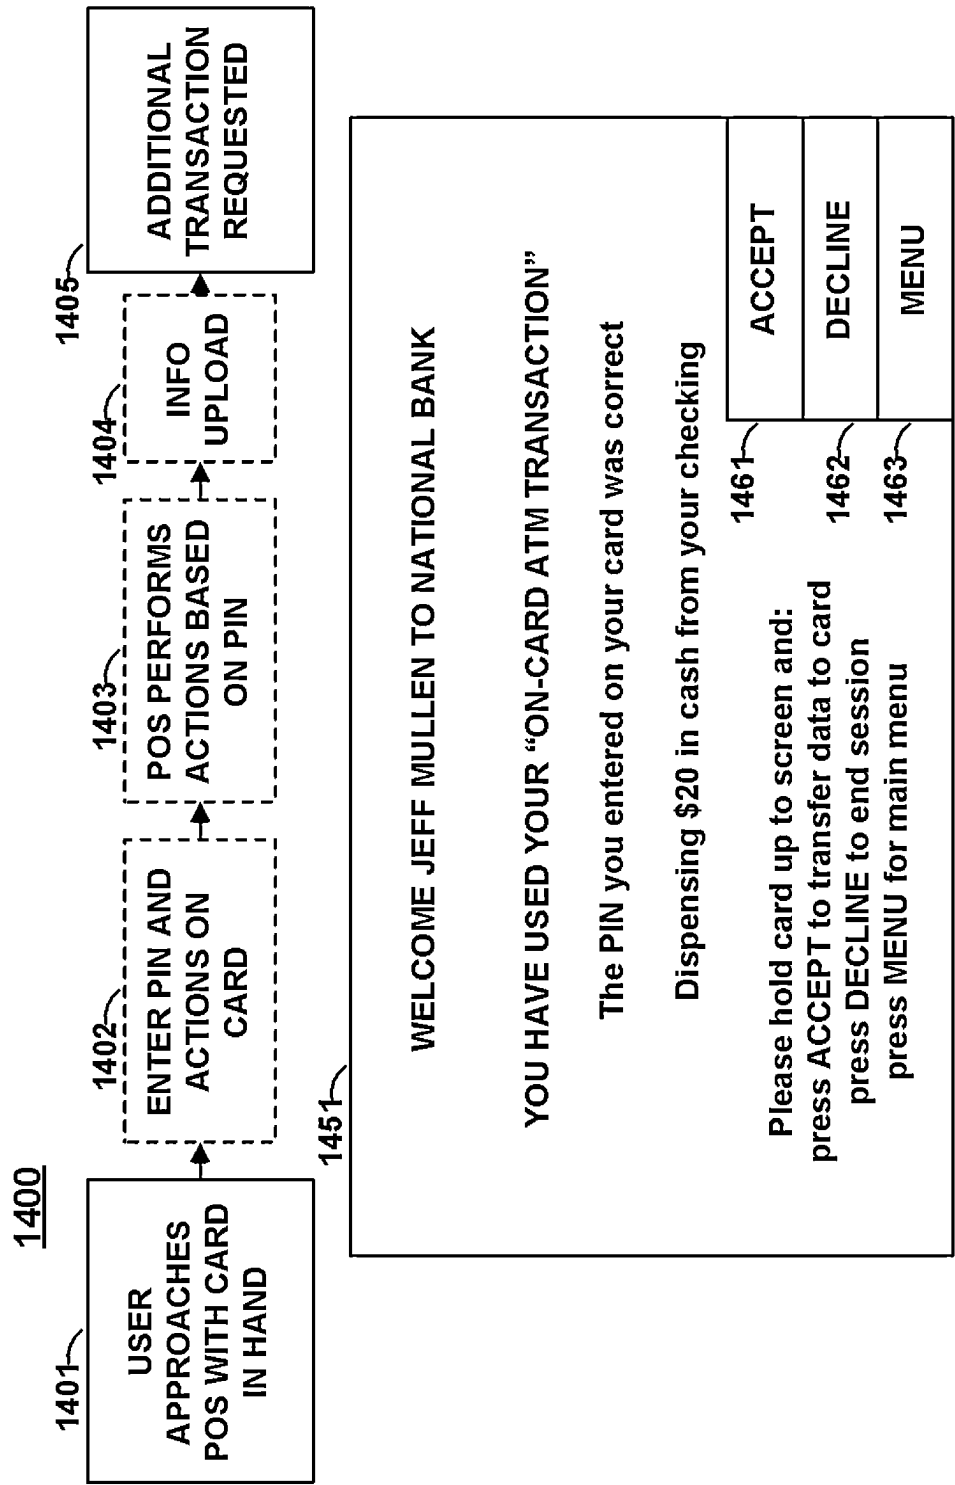 1400
1401
USER
APPROACHES
POS WITH CARD
IN HAND
1402
ENTER PIN AND
ACTIONS ON
CARD
1403
POS PERFORMS
ACTIONS BASED
ON PIN
1404
INFO
UPLOAD
1405
ADDITIONAL
TRANSACTION
REQUESTED
1451
WELCOME JEFF MULLEN TO NATIONAL BANK
YOU HAVE USED YOUR “ON-CARD ATM TRANSACTION”
The PIN you entered on your card was correct
Dispensing $20 in cash from your checking
Please hold card up to screen and:
press ACCEPT to transfer data to card
press DECLINE to end session
press MENU for main menu
1461
ACCEPT
1462
DECLINE
1463
MENU